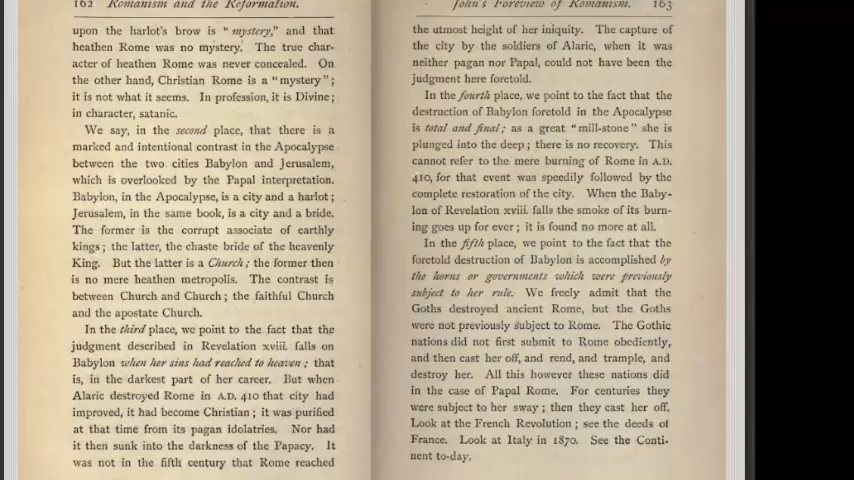 162 Romanism and the Reformation.
upon the harlot's brow is "mystery," and that
heathen Rome was no mystery. The true char-
acter of heathen Rome was never concealed. On
the other hand, Christian Rome is a "mystery";
it is not what it seems. In profession, it is Divine;
in character, satanic.
We say, in the second place, that there is a
marked and intentional contrast in the Apocalypse
between the two cities Babylon and Jerusalem,
which is overlooked by the Papal interpretation.
Babylon, in the Apocalypse, is a city and a harlot;
Jerusalem, in the same book, is a city and a bride.
The former is the corrupt associate of earthly
kings; the latter, the chaste bride of the heavenly
King. But the latter is a Church; the former then
is no mere heathen metropolis. The contrast is
between Church and Church; the faithful Church
and the apostate Church.
In the third place, we point to the fact that the
judgment described in Revelation xviii. falls on
Babylon when her sins had reached to heaven; that
is, in the darkest part of her career. But when
Alaric destroyed Rome in A.D. 410 that city had
improved, it had become Christian; it was purified
at that time from its pagan idolatries. Nor had
it then sunk into the darkness of the Papacy. It
was not in the fifth century that Rome reached
John's Foreview of Romanism. 163
the utmost height of her iniquity. The capture of
the city by the soldiers of Alaric, when it was
neither pagan nor Papal, could not have been the
judgment here foretold.
In the fourth place, we point to the fact that the
destruction of Babylon foretold in the Apocalypse
is total and final; as a great "mill-stone" she is
plunged into the deep; there is no recovery. This
cannot refer to the mere burning of Rome in A.D.
410, for that event was speedily followed by the
complete restoration of the city. When the Baby-
lon of Revelation xviii. falls the smoke of its burn-
ing goes up for ever; it is found no more at all.
In the fifth place, we point to the fact that the
foretold destruction of Babylon is accomplished by
the horns or governments which were previously
subject to her rule. We freely admit that the
Goths destroyed ancient Rome, but the Goths
were not previously subject to Rome. The Gothic
nations did not first submit to Rome obediently,
and then cast her off, and rend, and trample, and
destroy her. All this however these nations did
in the case of Papal Rome. For centuries they
were subject to her sway; then they cast her off.
Look at the French Revolution; see the deeds of
France. Look at Italy in 1870. See the Conti-
nent to-day.